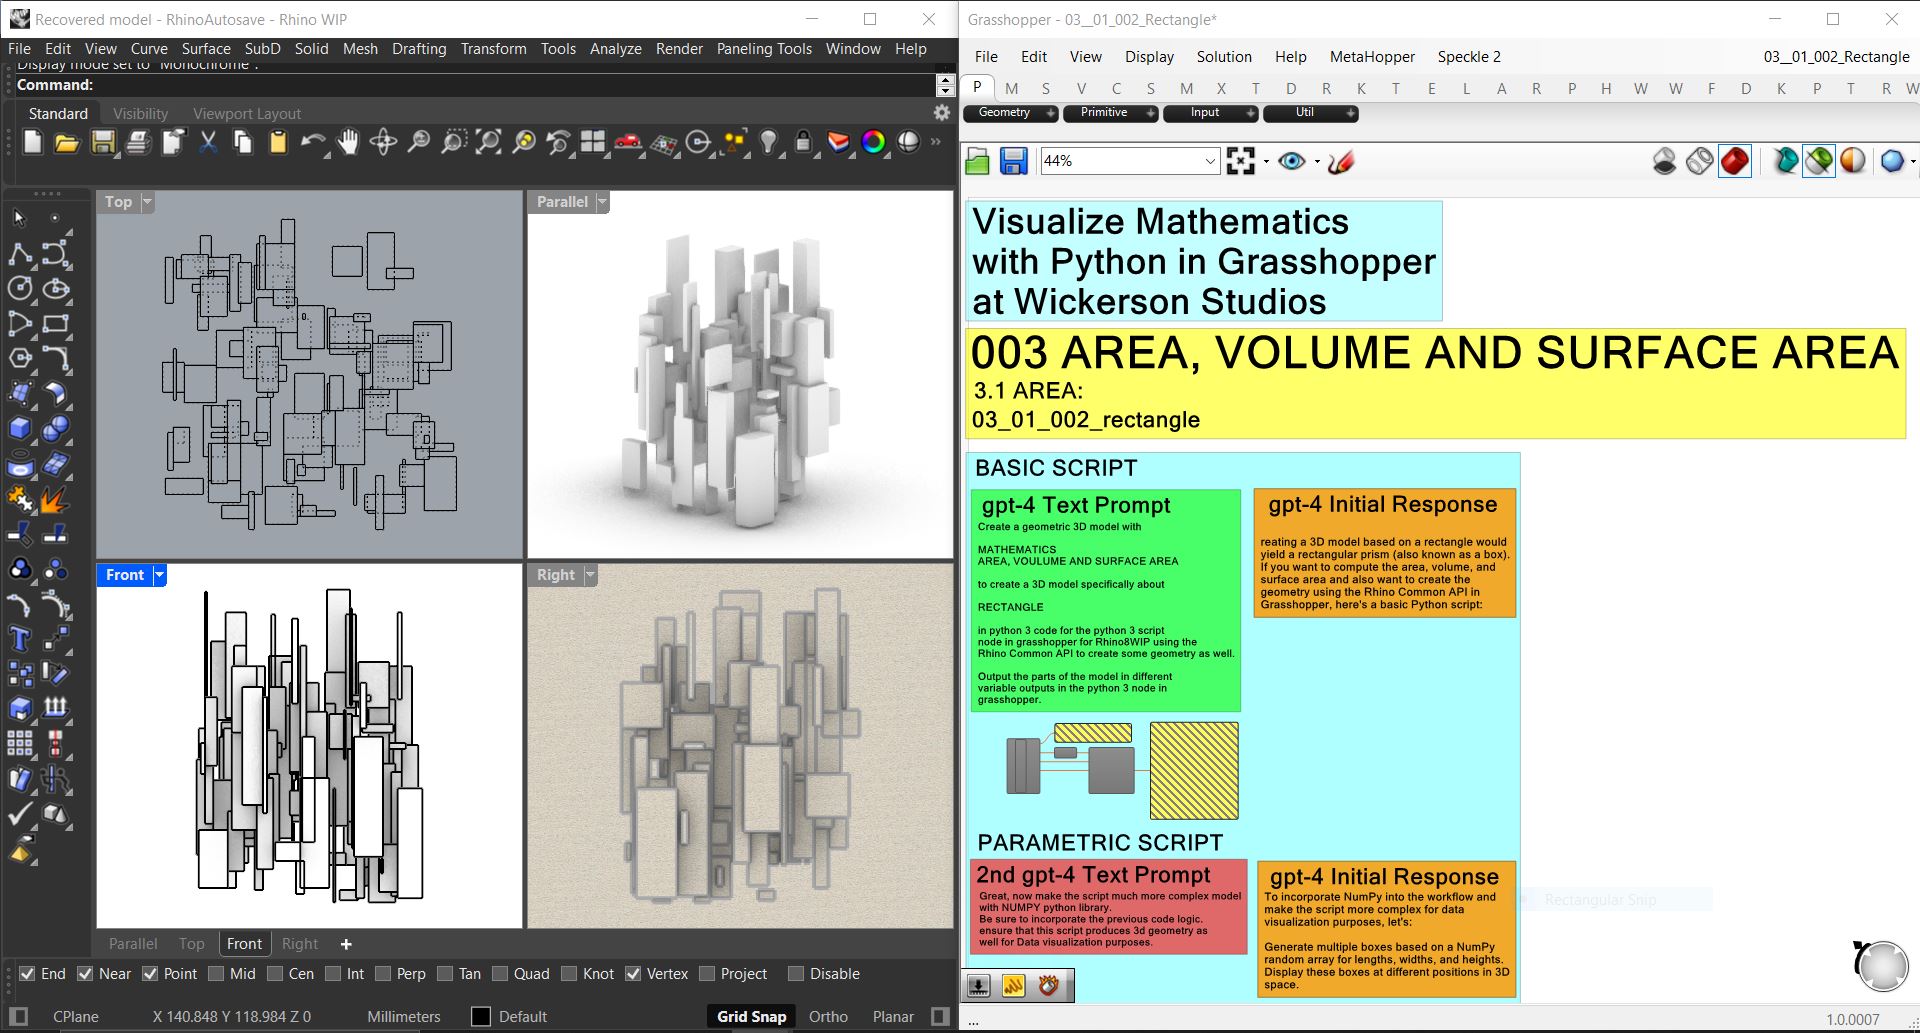 Recovered model - RhinoAutosave - Rhino WIP
File Edit View Curve Surface SubD Solid Mesh Drafting Transform Tools Analyze Render Paneling Tools Window Help
Display mode set to "Monochrome".
Command:
Standard Visibility Viewport Layout
Top
Parallel
Front
Right
Parallel Top Front Right
End Near Point Mid Cen Int Perp Tan Quad Knot Vertex Project Disable
CPlane X 140.848 Y 118.984 Z 0 Millimeters Default Grid Snap Ortho Planar
Grasshopper - 03__01_002_Rectangle*
File Edit View Display Solution Help MetaHopper Speckle 2 03__01_002_Rectangle
P M S V C S M X T D R K T E L A R P H W W F D K P T R W
Geometry Primitive Input Util
44%
Visualize Mathematics
with Python in Grasshopper
at Wickerson Studios
003 AREA, VOLUME AND SURFACE AREA
3.1 AREA:
03_01_002_rectangle
BASIC SCRIPT
gpt-4 Text Prompt
Create a geometric 3D model with
MATHEMATICS
AREA, VOULUME AND SURFACE AREA
to create a 3D model specifically about
RECTANGLE
in python 3 code for the python 3 script
node in grasshopper for Rhino8WIP using the
Rhino Common API to create some geometry as well.
Output the parts of the model in different
variable outputs in the python 3 node in
grasshopper.
gpt-4 Initial Response
reating a 3D model based on a rectangle would
yield a rectangular prism (also known as a box).
If you want to compute the area, volume, and
surface area and also want to create the
geometry using the Rhino Common API in
Grasshopper, here's a basic Python script:
PARAMETRIC SCRIPT
2nd gpt-4 Text Prompt
Great, now make the script much more complex model
with NUMPY python library.
Be sure to incorporate the previous code logic.
ensure that this script produces 3d geometry as
well for Data visualization purposes.
gpt-4 Initial Response
To incorporate NumPy into the workflow and
make the script more complex for data
visualization purposes, let's:
Generate multiple boxes based on a NumPy
random array for lengths, widths, and heights.
Display these boxes at different positions in 3D
space.
Rectangular Snip
...
1.0.0007